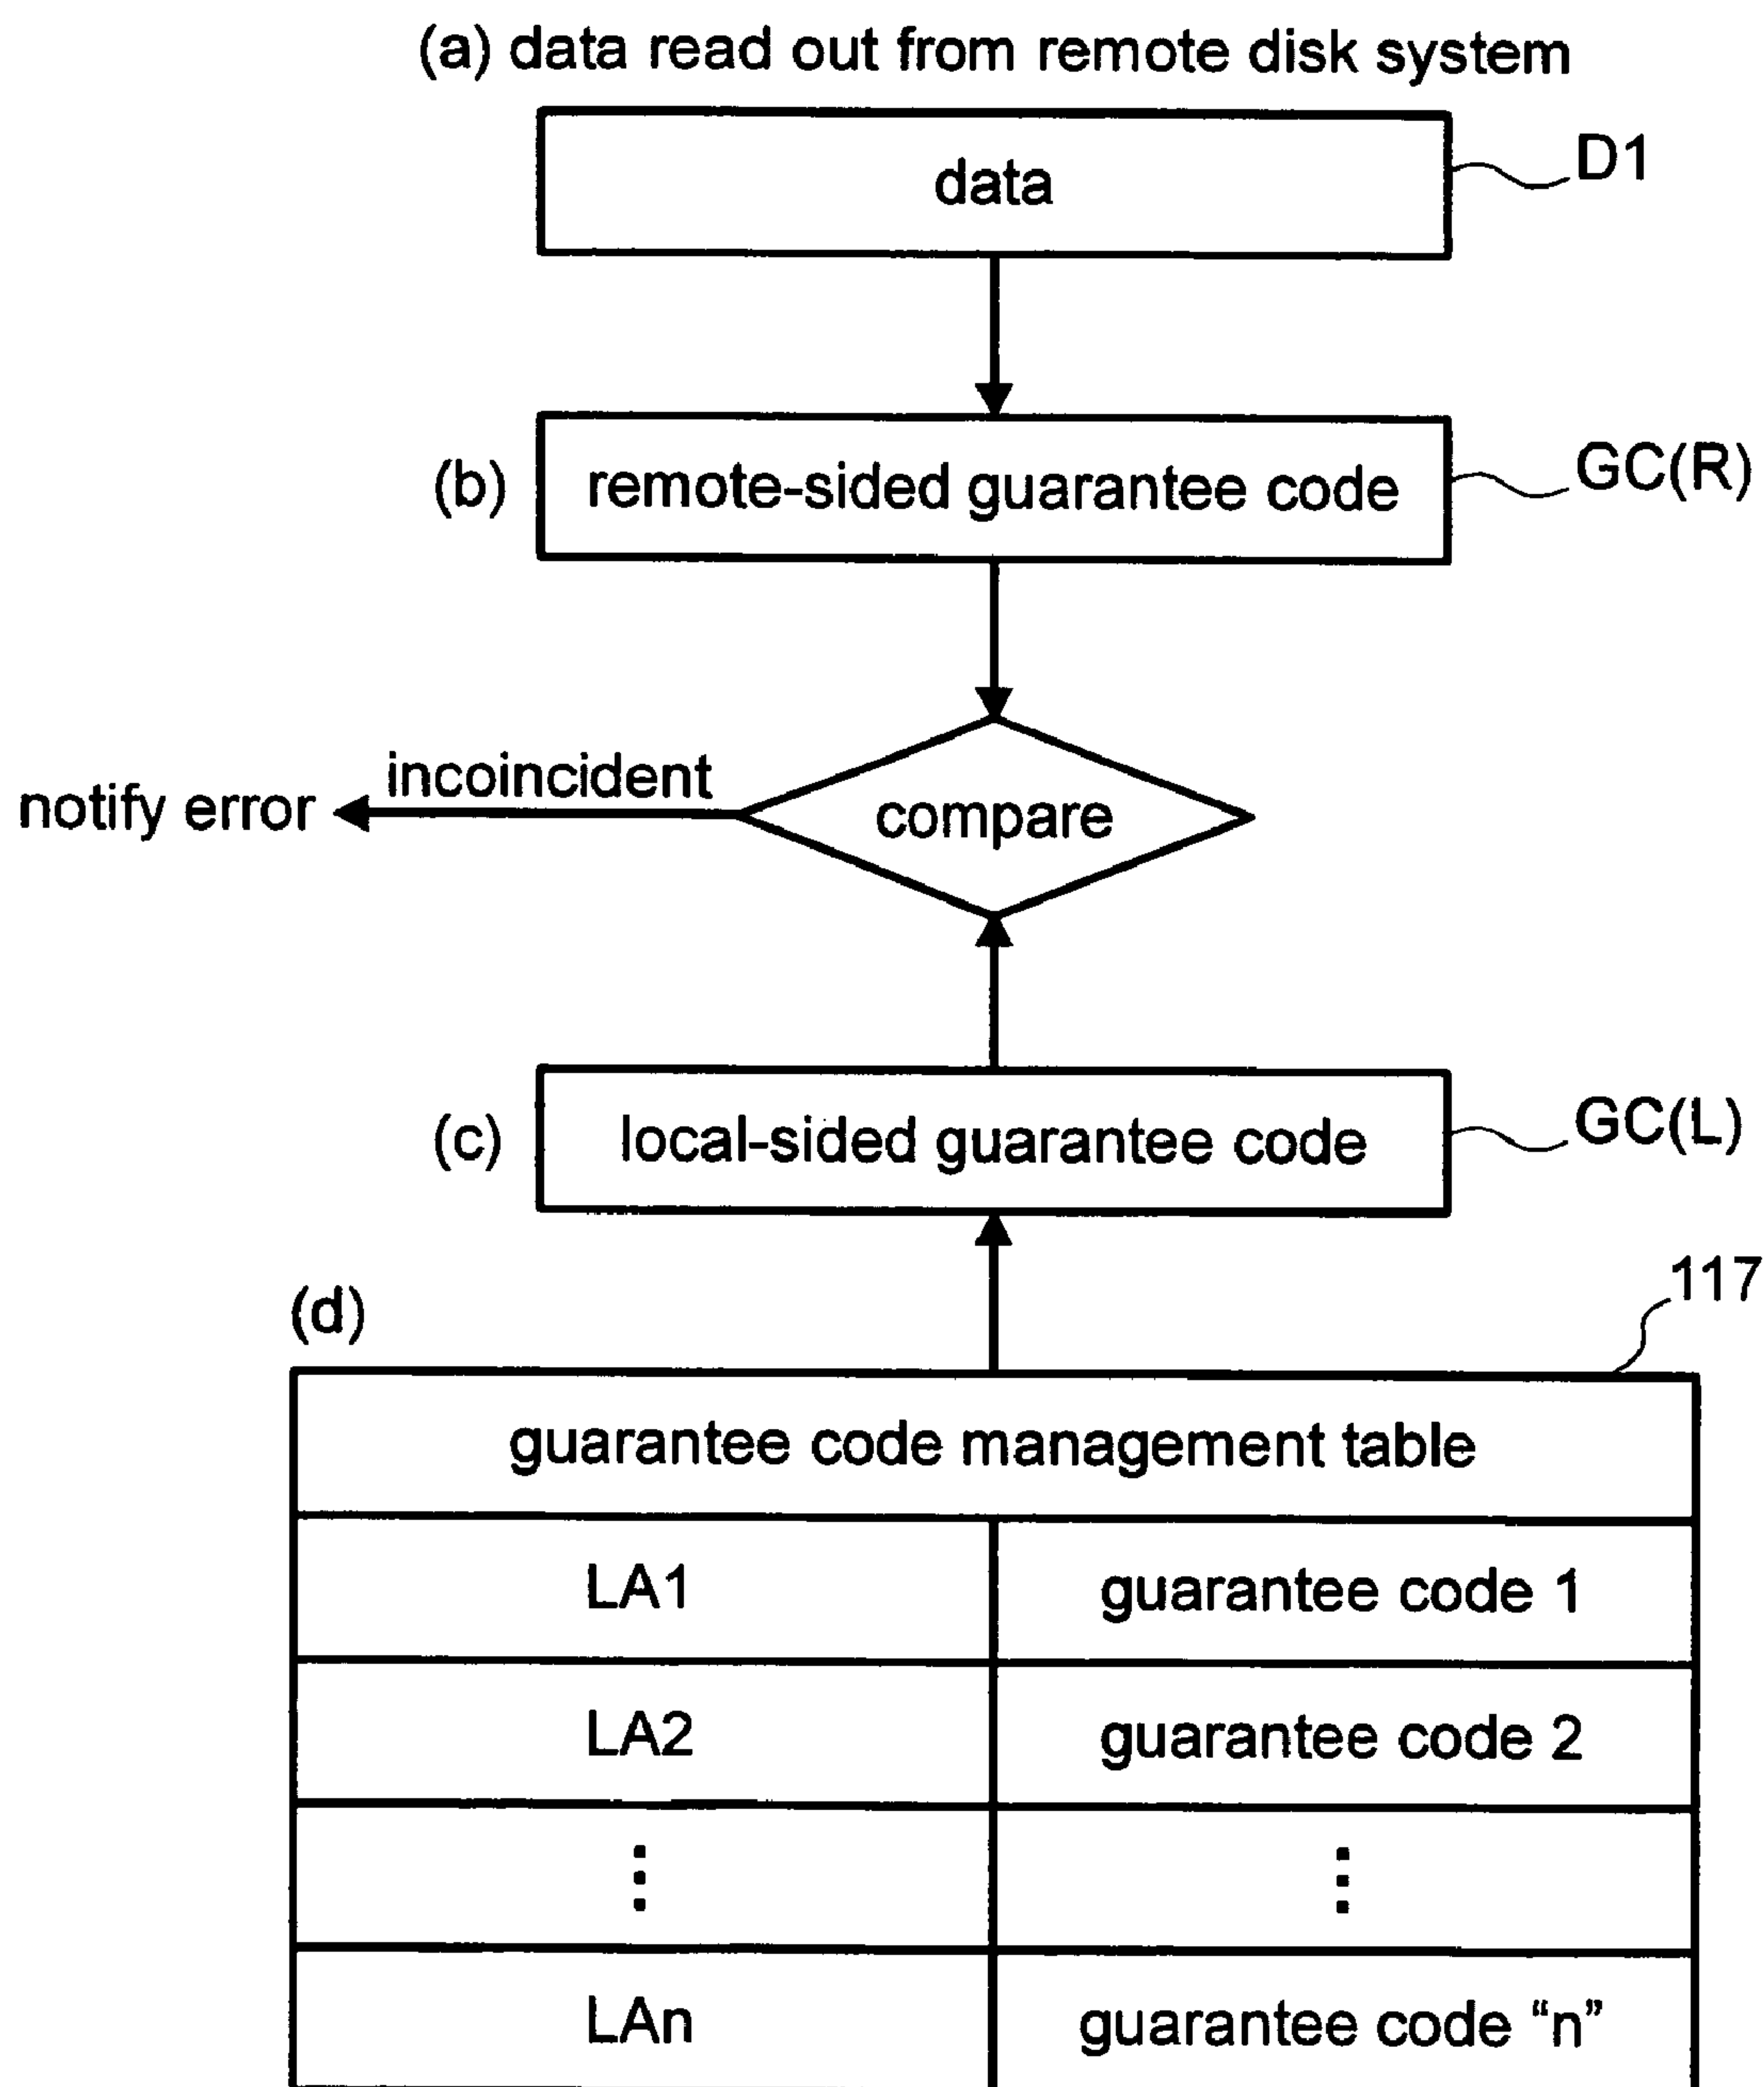 (a) data read out from remote disk system
data
D1
(b)
remote-sided guarantee code
GC(R)
incoincident
notify error
compare
(c)
local-sided guarantee code
GC(L)
117
(d)
guarantee code management table
LA1
guarantee code 1
LA2
guarantee code 2
⋮
⋮
LAn
guarantee code “n”